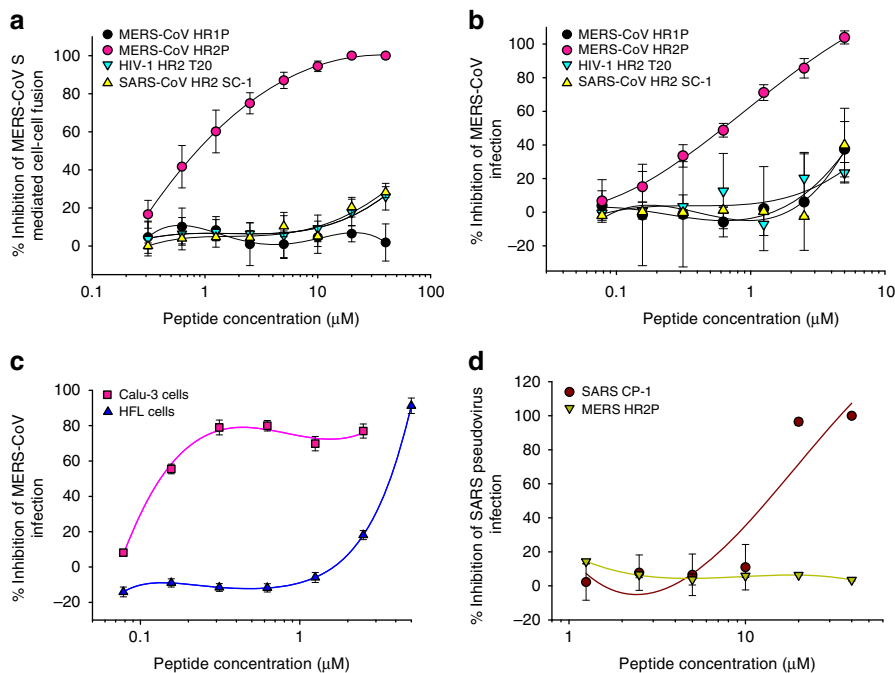 a
MERS-CoV HR1P
MERS-CoV HR2P
HIV-1 HR2 T20
SARS-CoV HR2 SC-1
% Inhibition of MERS-CoV S
mediated cell-cell fusion
100
80
60
40
20
0
0.1
1
10
100
Peptide concentration (μM)
b
MERS-CoV HR1P
MERS-CoV HR2P
HIV-1 HR2 T20
SARS-CoV HR2 SC-1
% Inhibition of MERS-CoV
infection
100
80
60
40
20
0
−20
0.1
1
10
Peptide concentration (μM)
c
Calu-3 cells
HFL cells
% Inhibition of MERS-CoV
infection
100
80
60
40
20
0
−20
0.1
1
Peptide concentration (μM)
d
SARS CP-1
MERS HR2P
% Inhibition of SARS pseudovirus
infection
120
100
80
60
40
20
0
−20
1
10
Peptide concentration (μM)